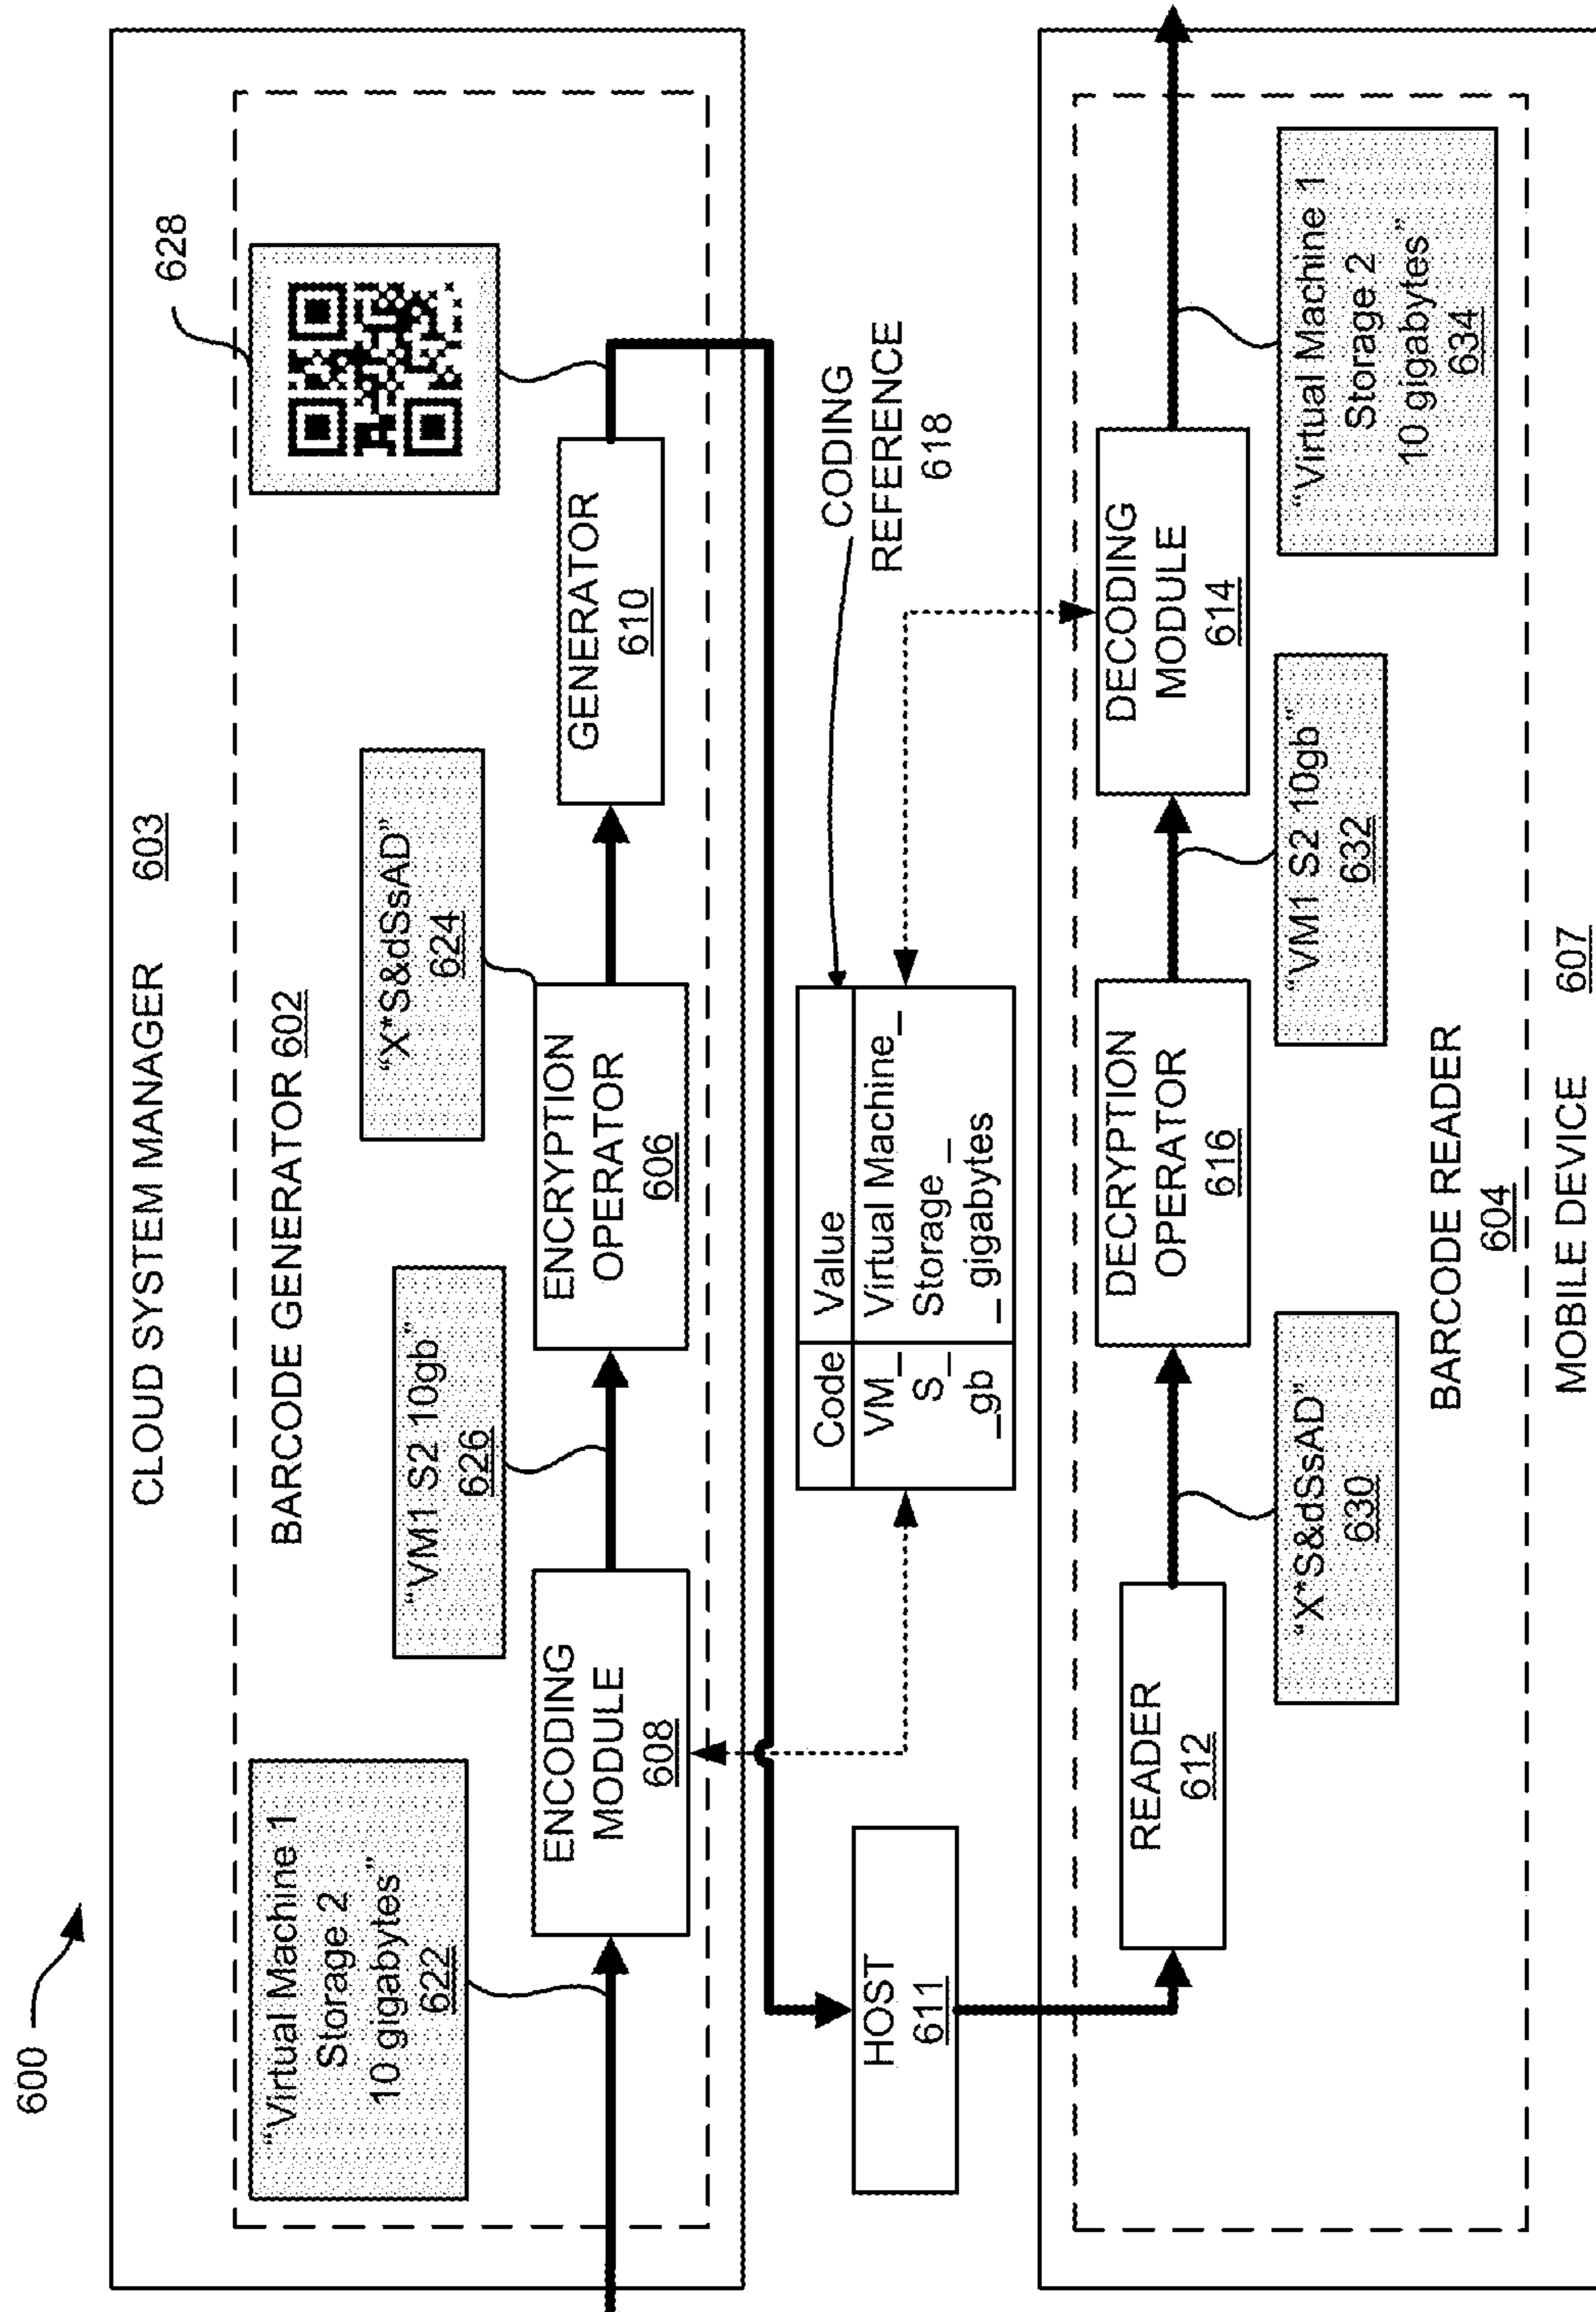 600
CLOUD SYSTEM MANAGER 603
BARCODE GENERATOR 602
“Virtual Machine 1
Storage 2
10 gigabytes”
622
“VM1 S2 10gb”
626
“X*S&dSsAD”
624
628
ENCODING
MODULE
608
ENCRYPTION
OPERATOR
606
GENERATOR
610
HOST
611
Code Value
VM_ Virtual Machine_
S_ Storage _
_gb _ gigabytes
CODING
REFERENCE
618
READER
612
DECRYPTION
OPERATOR
616
DECODING
MODULE
614
“X*S&dSsAD”
630
“VM1 S2 10gb”
632
“Virtual Machine 1
Storage 2
10 gigabytes”
634
BARCODE READER
604
MOBILE DEVICE 607